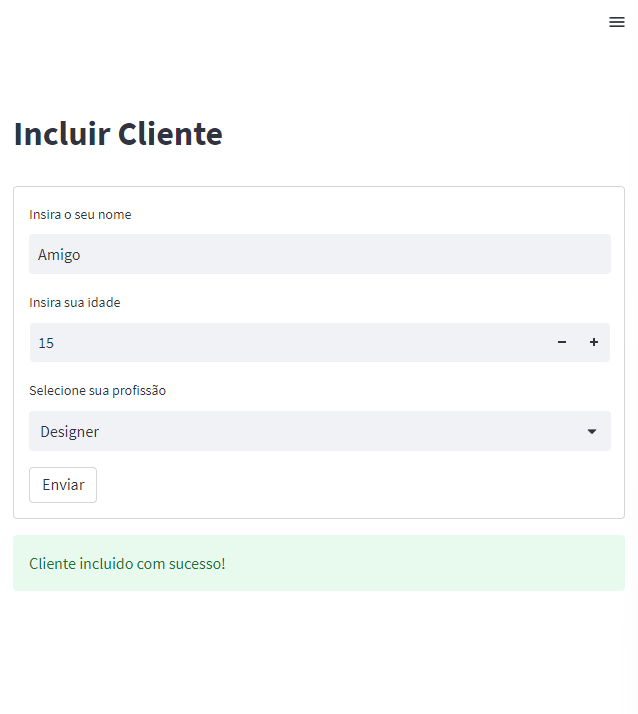 Incluir Cliente
Insira o seu nome
Amigo
Insira sua idade
15
Selecione sua profissão
Designer
Enviar
Cliente incluido com sucesso!